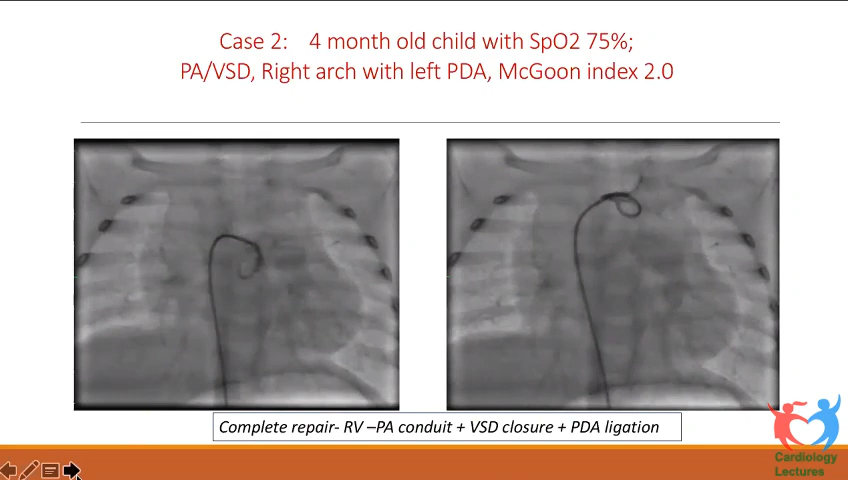 Case 2: 4 month old child with SpO2 75%;
PA/VSD, Right arch with left PDA, McGoon index 2.0
Complete repair- RV –PA conduit + VSD closure + PDA ligation
Cardiology
Lectures